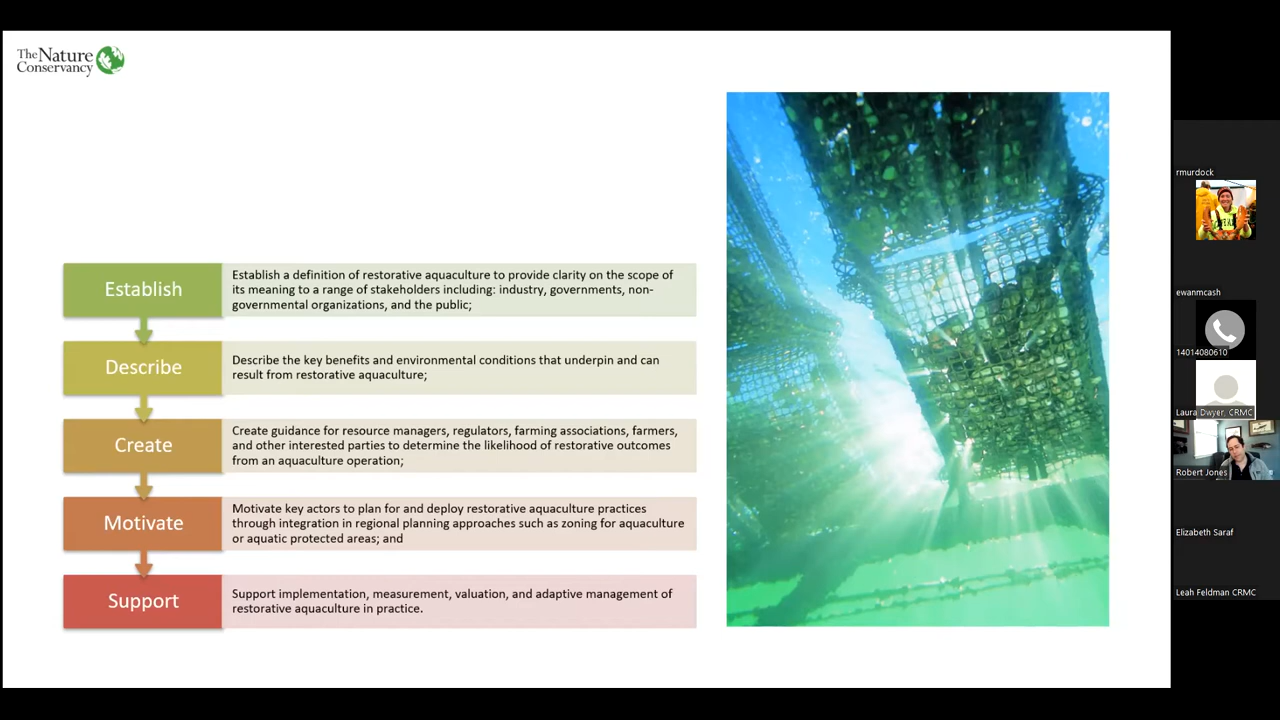 The Nature
Conservancy
Establish
Establish a definition of restorative aquaculture to provide clarity on the scope of
its meaning to a range of stakeholders including: industry, governments, non-
governmental organizations, and the public;
Describe
Describe the key benefits and environmental conditions that underpin and can
result from restorative aquaculture;
Create
Create guidance for resource managers, regulators, farming associations, farmers,
and other interested parties to determine the likelihood of restorative outcomes
from an aquaculture operation;
Motivate
Motivate key actors to plan for and deploy restorative aquaculture practices
through integration in regional planning approaches such as zoning for aquaculture
or aquatic protected areas; and
Support
Support implementation, measurement, valuation, and adaptive management of
restorative aquaculture in practice.
rmurdock
ewanmcash
14014080610
Laura Dwyer, CRMC
Robert Jones
Elizabeth Saraf
Leah Feldman CRMC